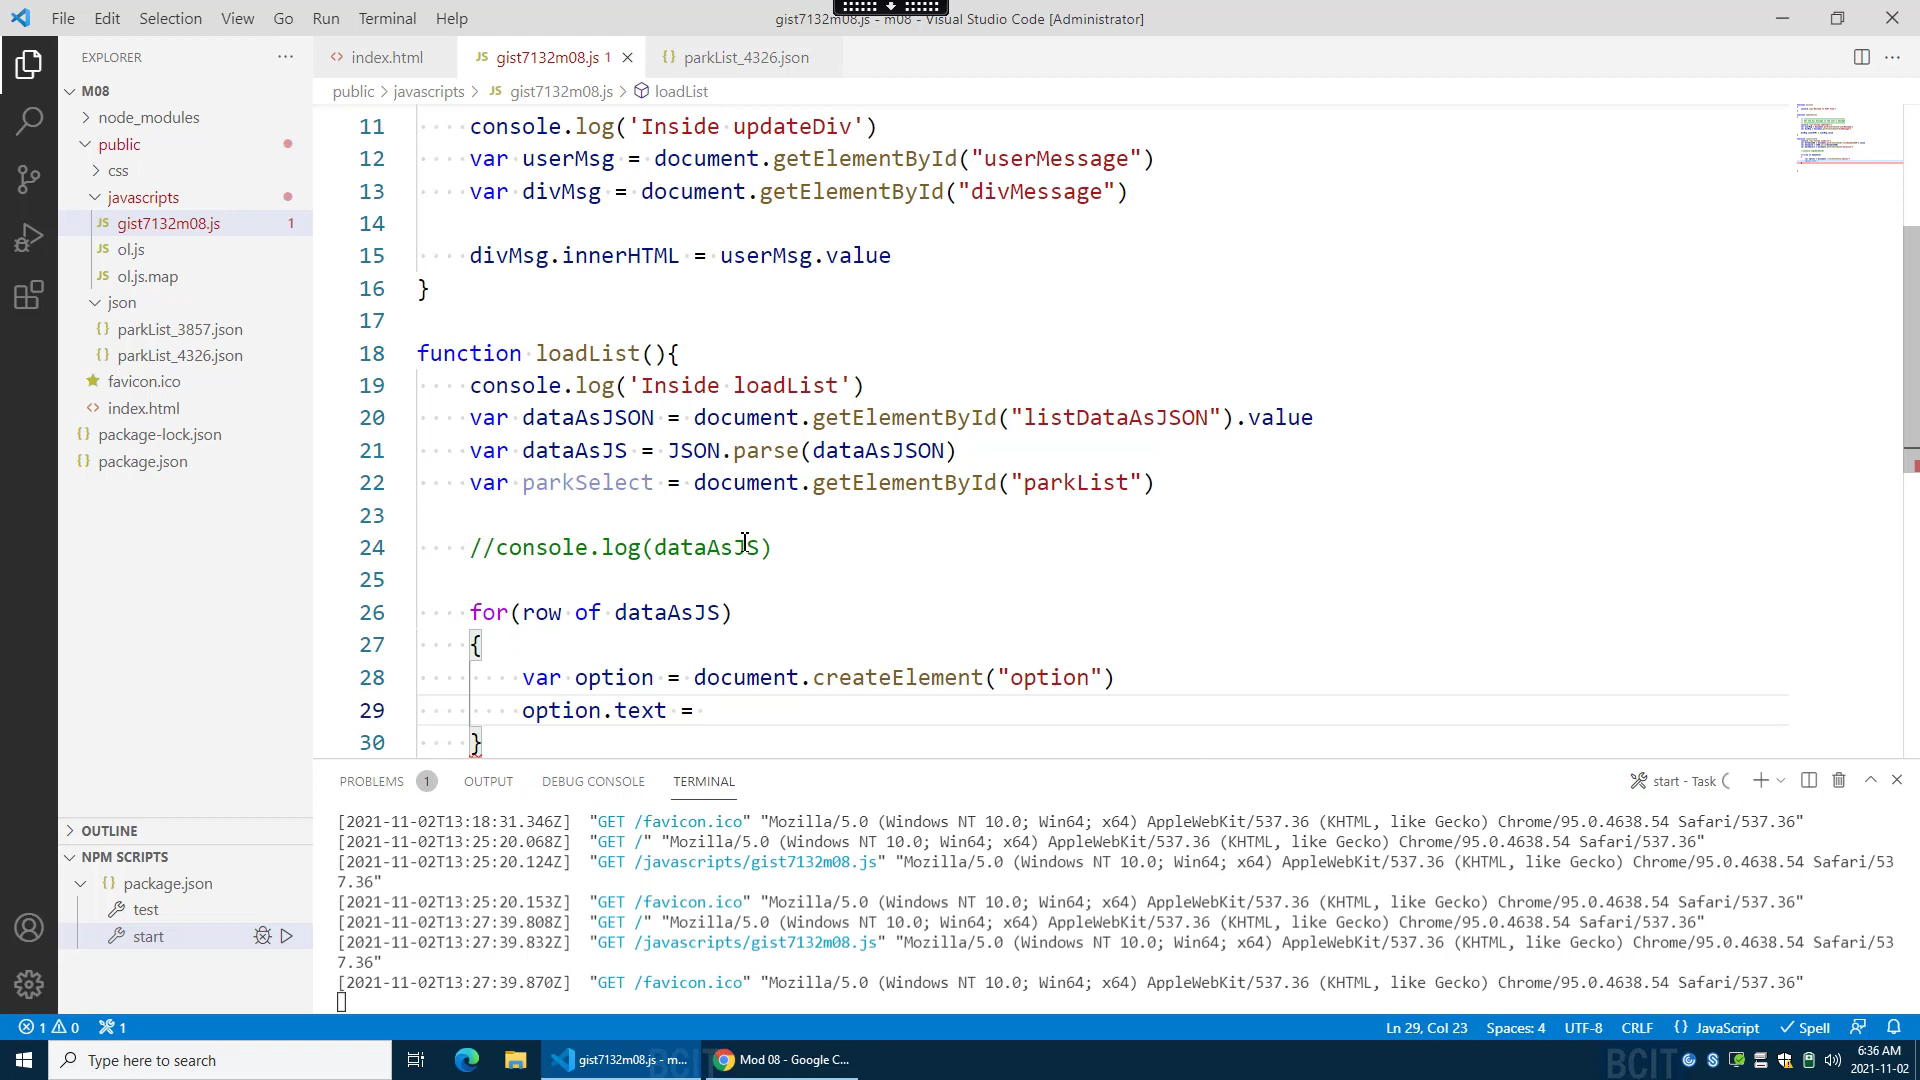 File Edit Selection View Go Run Terminal Help
gist7132m08.js - m08 - Visual Studio Code [Administrator]
EXPLORER
M08
node_modules
public
css
javascripts
gist7132m08.js 1
ol.js
ol.js.map
json
parkList_3857.json
parkList_4326.json
favicon.ico
index.html
package-lock.json
package.json
OUTLINE
NPM SCRIPTS
package.json
test
start
index.html
gist7132m08.js 1
parkList_4326.json
public > javascripts > JS gist7132m08.js > loadList
11 console.log('Inside updateDiv')
12 var userMsg = document.getElementById("userMessage")
13 var divMsg = document.getElementById("divMessage")
14
15 divMsg.innerHTML = userMsg.value
16 }
17
18 function loadList(){
19 console.log('Inside loadList')
20 var dataAsJSON = document.getElementById("listDataAsJSON").value
21 var dataAsJS = JSON.parse(dataAsJSON)
22 var parkSelect = document.getElementById("parkList")
23
24 //console.log(dataAsJS)
25
26 for(row of dataAsJS)
27 {
28 var option = document.createElement("option")
29 option.text =
30 }
PROBLEMS 1 OUTPUT DEBUG CONSOLE TERMINAL
start - Task
[2021-11-02T13:18:31.346Z] "GET /favicon.ico" "Mozilla/5.0 (Windows NT 10.0; Win64; x64) AppleWebKit/537.36 (KHTML, like Gecko) Chrome/95.0.4638.54 Safari/537.36"
[2021-11-02T13:25:20.068Z] "GET /" "Mozilla/5.0 (Windows NT 10.0; Win64; x64) AppleWebKit/537.36 (KHTML, like Gecko) Chrome/95.0.4638.54 Safari/537.36"
[2021-11-02T13:25:20.124Z] "GET /javascripts/gist7132m08.js" "Mozilla/5.0 (Windows NT 10.0; Win64; x64) AppleWebKit/537.36 (KHTML, like Gecko) Chrome/95.0.4638.54 Safari/53
7.36"
[2021-11-02T13:25:20.153Z] "GET /favicon.ico" "Mozilla/5.0 (Windows NT 10.0; Win64; x64) AppleWebKit/537.36 (KHTML, like Gecko) Chrome/95.0.4638.54 Safari/537.36"
[2021-11-02T13:27:39.808Z] "GET /" "Mozilla/5.0 (Windows NT 10.0; Win64; x64) AppleWebKit/537.36 (KHTML, like Gecko) Chrome/95.0.4638.54 Safari/537.36"
[2021-11-02T13:27:39.832Z] "GET /javascripts/gist7132m08.js" "Mozilla/5.0 (Windows NT 10.0; Win64; x64) AppleWebKit/537.36 (KHTML, like Gecko) Chrome/95.0.4638.54 Safari/53
7.36"
[2021-11-02T13:27:39.870Z] "GET /favicon.ico" "Mozilla/5.0 (Windows NT 10.0; Win64; x64) AppleWebKit/537.36 (KHTML, like Gecko) Chrome/95.0.4638.54 Safari/537.36"
1 0 1
Ln 29, Col 23 Spaces: 4 UTF-8 CRLF {} JavaScript Spell
Type here to search
gist7132m08.js - m...
Mod 08 - Google C...
BCIT
BCIT
6:36 AM
2021-11-02